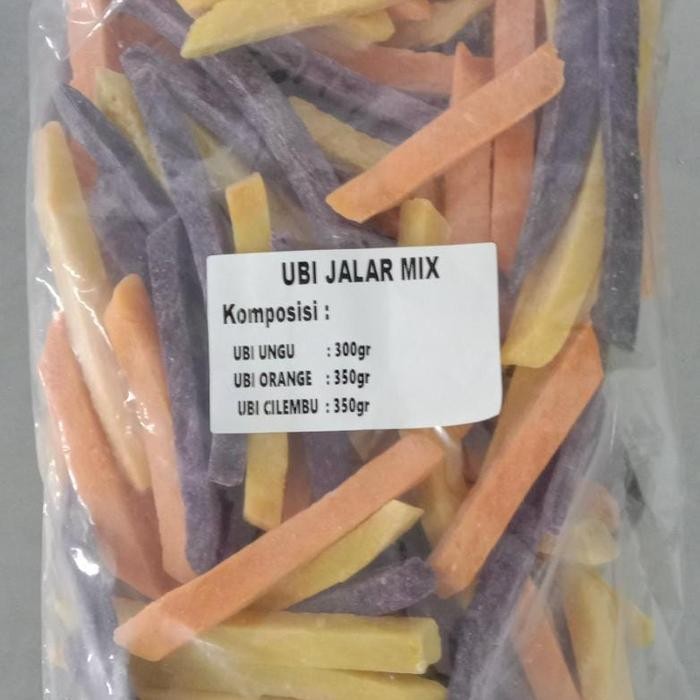 UBI JALAR MIX
Komposisi :
UBI UNGU : 300gr
UBI ORANGE : 350gr
UBI CILEMBU : 350gr